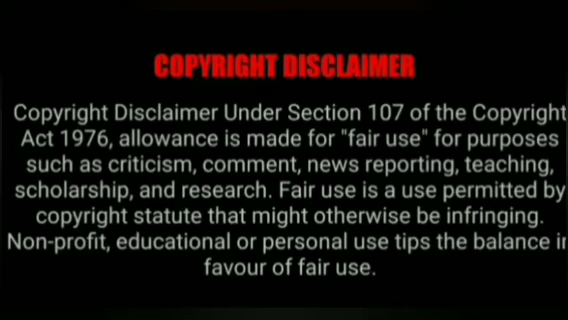 COPYRIGHT DISCLAIMER
Copyright Disclaimer Under Section 107 of the Copyright
Act 1976, allowance is made for "fair use" for purposes
such as criticism, comment, news reporting, teaching,
scholarship, and research. Fair use is a use permitted by
copyright statute that might otherwise be infringing.
Non-profit, educational or personal use tips the balance in
favour of fair use.